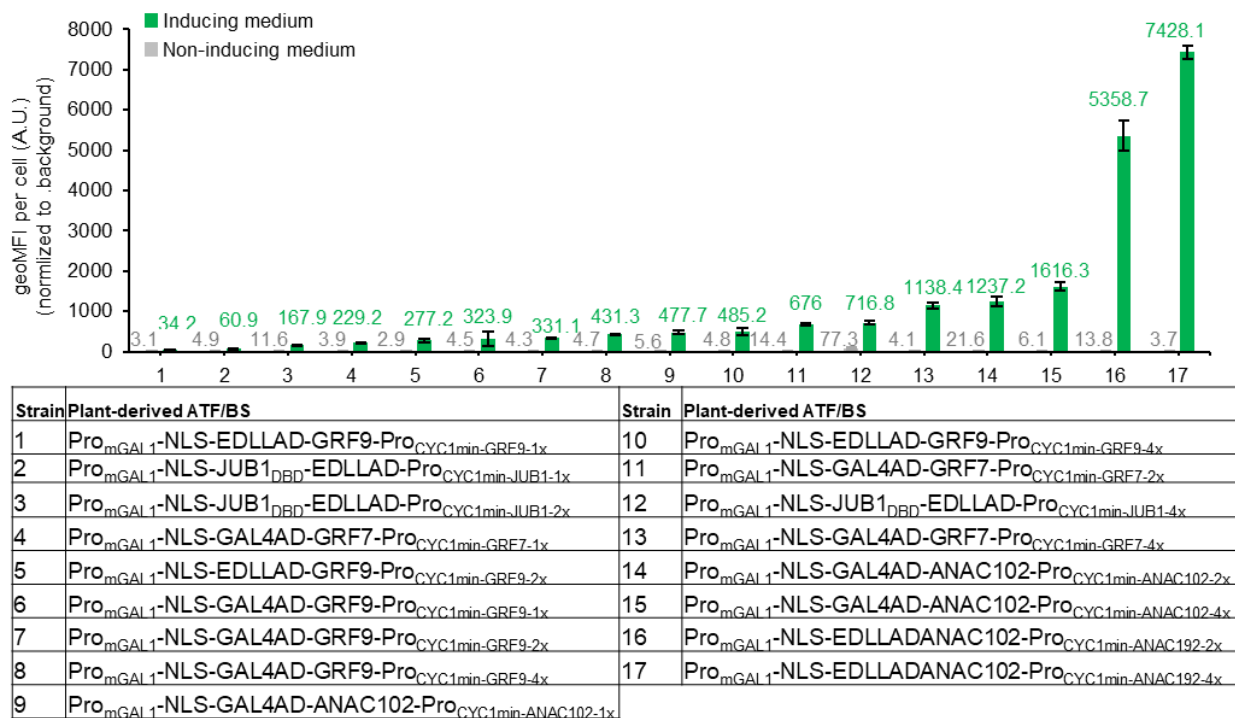 8000
7000
6000
5000
4000
3000
2000
1000
0
geoMFI per cell (A.U.)
(normlized to .background)
Inducing medium
Non-inducing medium
3.1 34.2 4.9 60.9 11.6 167.9 3.9 229.2 2.9 277.2 4.5 323.9 4.3 331.1 4.7 431.3 5.6 477.7 4.8 485.2 14.4 676 77.3 716.8 4.1 1138.4 21.6 1237.2 6.1 1616.3 13.8 5358.7 3.7 7428.1
1 2 3 4 5 6 7 8 9 10 11 12 13 14 15 16 17
Strain Plant-derived ATF/BS Strain Plant-derived ATF/BS
1 PromGAL1-NLS-EDLLAD-GRF9-ProCYC1min-GRF9-1x 10 PromGAL1-NLS-EDLLAD-GRF9-ProCYC1min-GRF9-4x
2 PromGAL1-NLS-JUB1DBD-EDLLAD-ProCYC1min-JUB1-1x 11 PromGAL1-NLS-GAL4AD-GRF7-ProCYC1min-GRF7-2x
3 PromGAL1-NLS-JUB1DBD-EDLLAD-ProCYC1min-JUB1-2x 12 PromGAL1-NLS-JUB1DBD-EDLLAD-ProCYC1min-JUB1-4x
4 PromGAL1-NLS-GAL4AD-GRF7-ProCYC1min-GRF7-1x 13 PromGAL1-NLS-GAL4AD-GRF7-ProCYC1min-GRF7-4x
5 PromGAL1-NLS-EDLLAD-GRF9-ProCYC1min-GRF9-2x 14 PromGAL1-NLS-GAL4AD-ANAC102-ProCYC1min-ANAC102-2x
6 PromGAL1-NLS-GAL4AD-GRF9-ProCYC1min-GRF9-1x 15 PromGAL1-NLS-GAL4AD-ANAC102-ProCYC1min-ANAC102-4x
7 PromGAL1-NLS-GAL4AD-GRF9-ProCYC1min-GRF9-2x 16 PromGAL1-NLS-EDLLADANAC102-ProCYC1min-ANAC192-2x
8 PromGAL1-NLS-GAL4AD-GRF9-ProCYC1min-GRF9-4x 17 PromGAL1-NLS-EDLLADANAC102-ProCYC1min-ANAC192-4x
9 PromGAL1-NLS-GAL4AD-ANAC102-ProCYC1min-ANAC102-1x